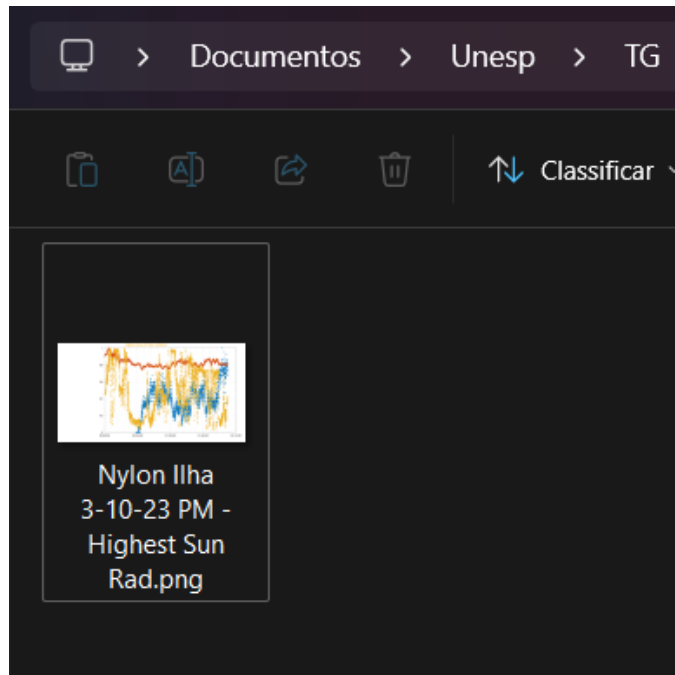 Documentos > Unesp > TG
Classificar
Nylon Ilha
3-10-23 PM -
Highest Sun
Rad.png